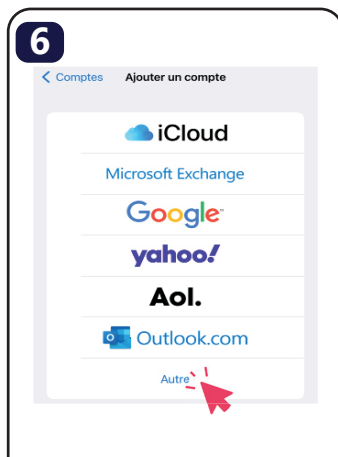 6
Comptes Ajouter un compte
iCloud
Microsoft Exchange
Google
yahoo!
Aol.
Outlook.com
Autre